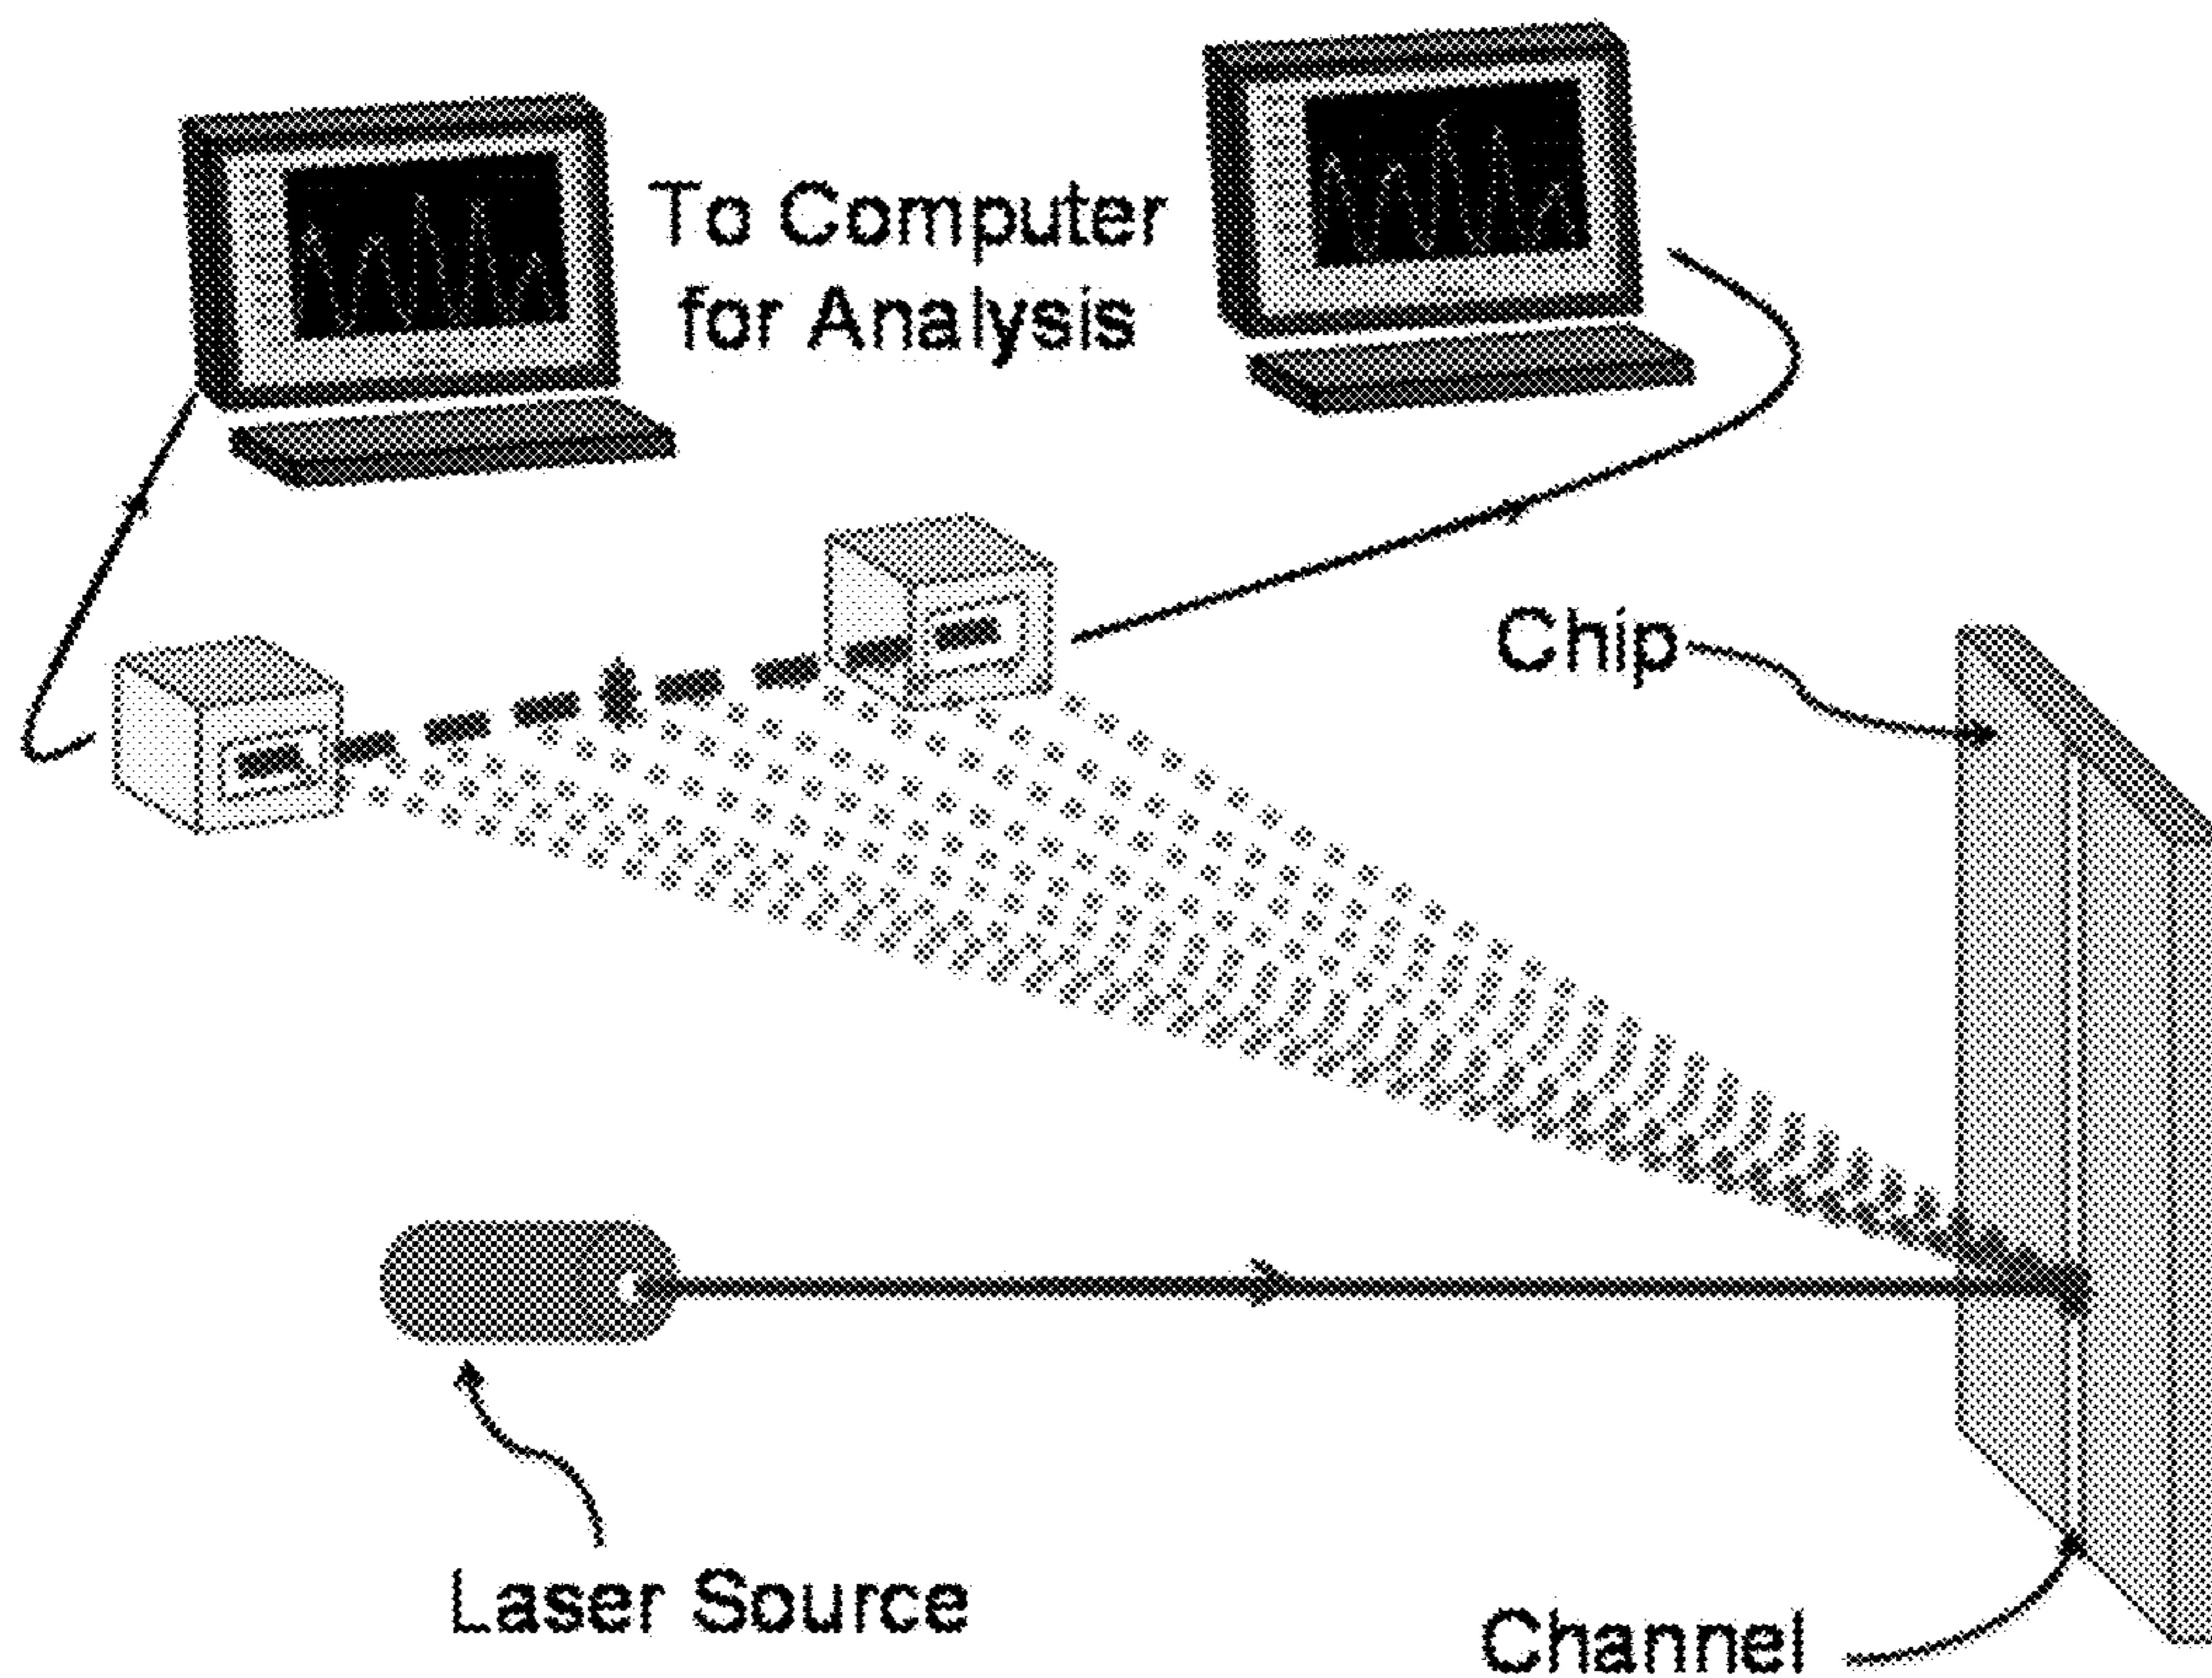 To Computer
for Analysis
Chip
Laser Source
Channel